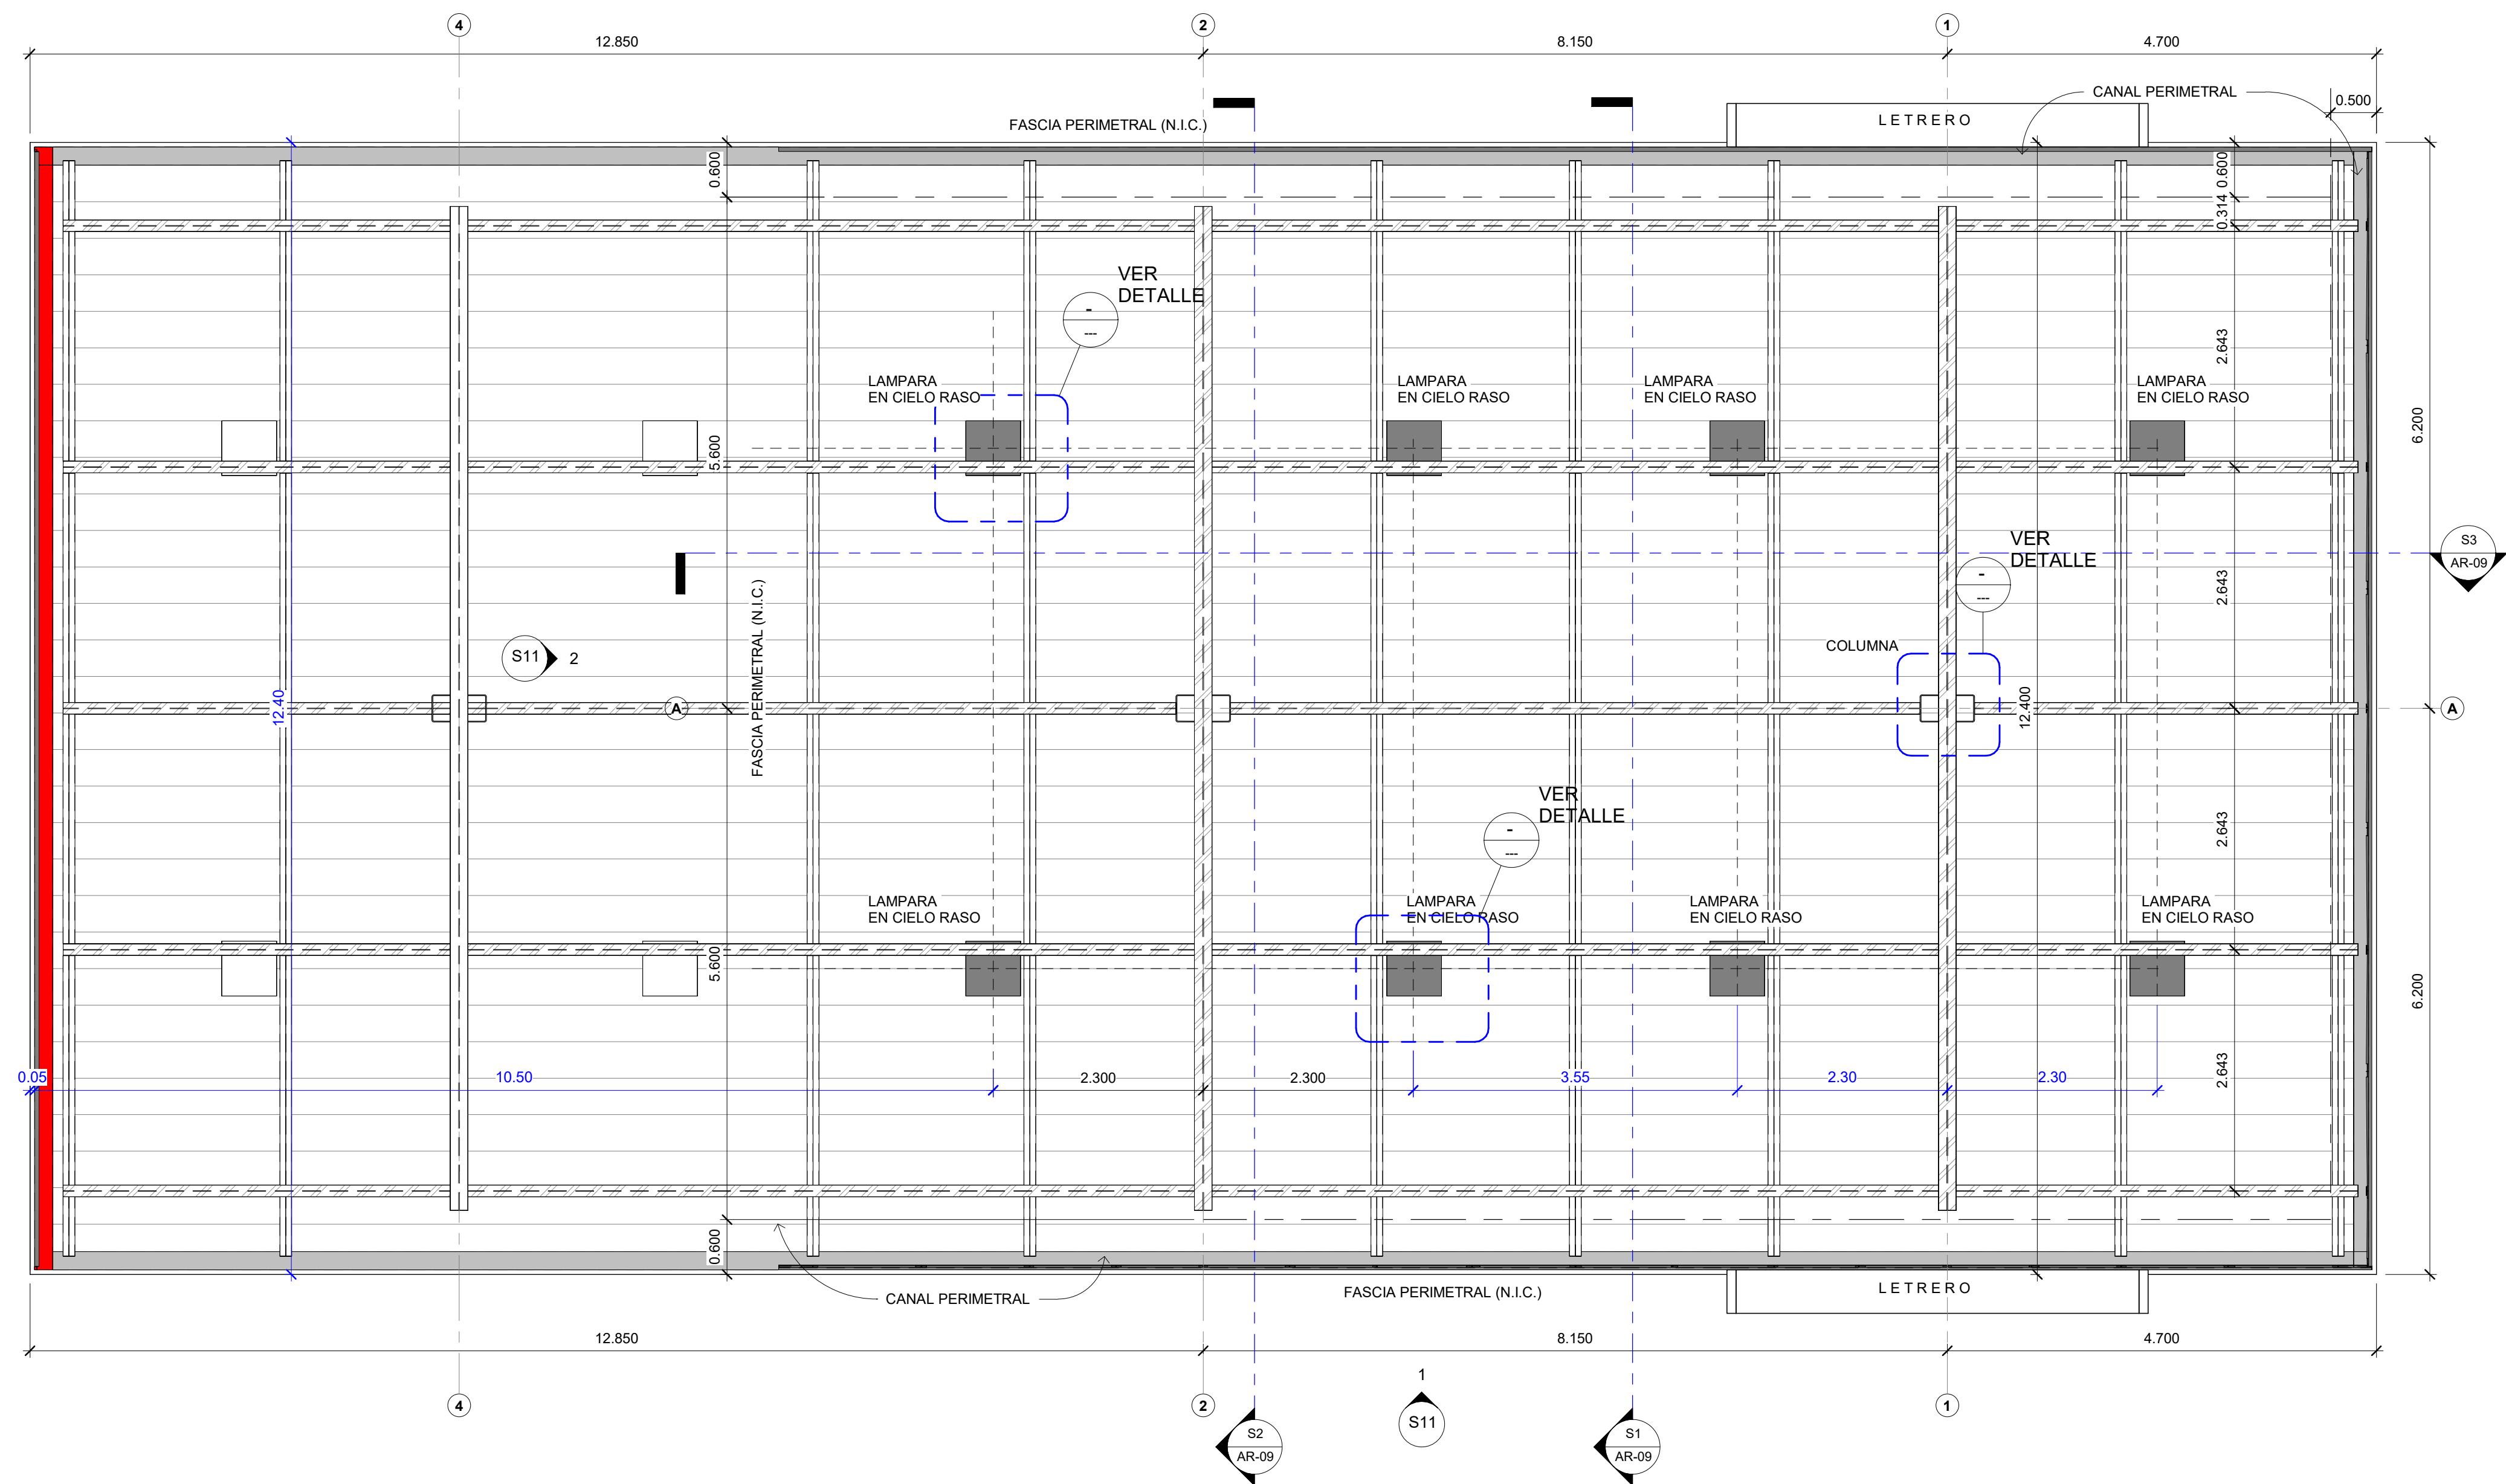 4
2
1
12.850
8.150
4.700
CANAL PERIMETRAL
0.500
LETRERO
FASCIA PERIMETRAL (N.I.C.)
0.600
0.600
0.314
VER
DETALLE
-
---
2.643
LAMPARA
EN CIELO RASO
LAMPARA
EN CIELO RASO
LAMPARA
EN CIELO RASO
LAMPARA
EN CIELO RASO
5.600
6.200
VER
DETALLE
-
---
S3
AR-09
2.643
FASCIA PERIMETRAL (N.I.C.)
S11
2
COLUMNA
12.40
A
12.400
A
VER
DETALLE
-
---
2.643
LAMPARA
EN CIELO RASO
LAMPARA
EN CIELO RASO
LAMPARA
EN CIELO RASO
LAMPARA
EN CIELO RASO
5.600
6.200
0.05
10.50
2.300
2.300
3.55
2.30
2.30
2.643
0.600
CANAL PERIMETRAL
FASCIA PERIMETRAL (N.I.C.)
LETRERO
12.850
8.150
4.700
1
4
2
S11
1
S2
AR-09
S1
AR-09